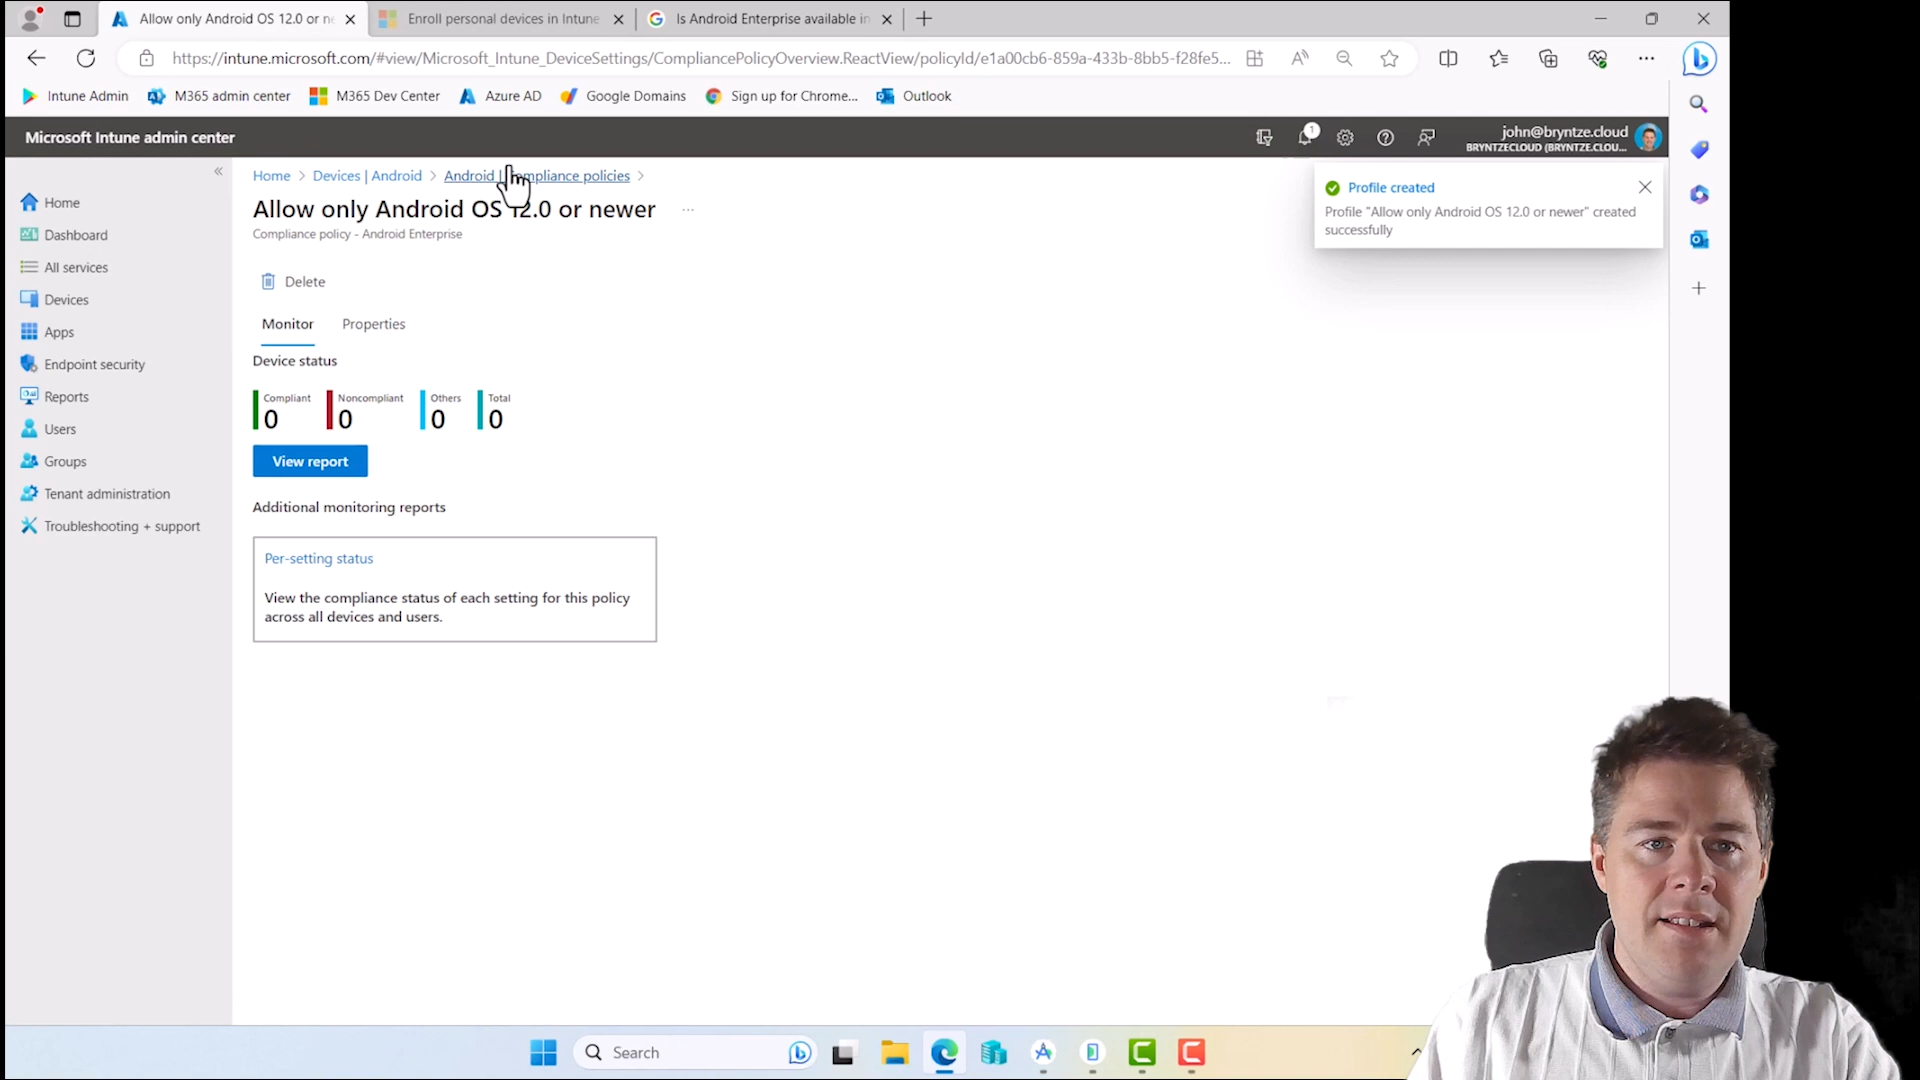 Allow only Android OS 12.0 or ne
Enroll personal devices in Intune
Is Android Enterprise available in
https://intune.microsoft.com/#view/Microsoft_Intune_DeviceSettings/CompliancePolicyOverview.ReactView/policyId/e1a00cb6-859a-433b-8bb5-f28fe5...
Intune Admin
M365 admin center
M365 Dev Center
Azure AD
Google Domains
Sign up for Chrome...
Outlook
Microsoft Intune admin center
1
john@bryntze.cloud
BRYNTZECLOUD (BRYNTZE.CLOU...
Home > Devices | Android > Android | Compliance policies >
Allow only Android OS 12.0 or newer ...
Compliance policy - Android Enterprise
Profile created
Profile "Allow only Android OS 12.0 or newer" created
successfully
Home
Dashboard
All services
Devices
Apps
Endpoint security
Reports
Users
Groups
Tenant administration
Troubleshooting + support
Delete
Monitor
Properties
Device status
Compliant
0
Noncompliant
0
Others
0
Total
0
View report
Additional monitoring reports
Per-setting status
View the compliance status of each setting for this policy
across all devices and users.
Search